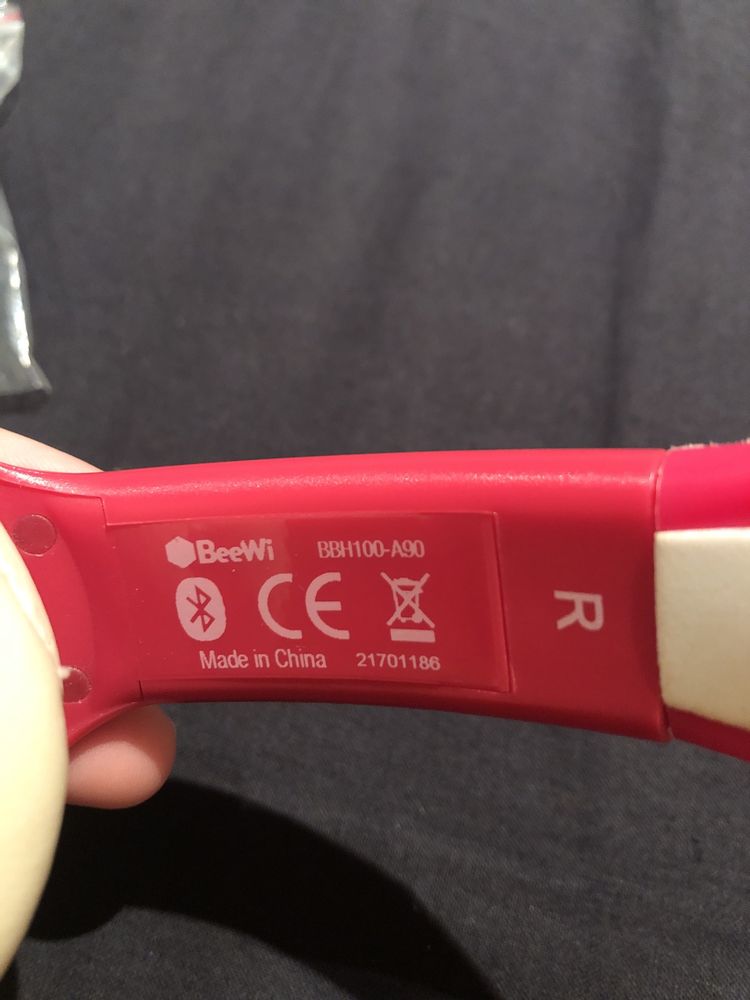 BeeWi BBH100-A90
CE
Made in China 21701186
R